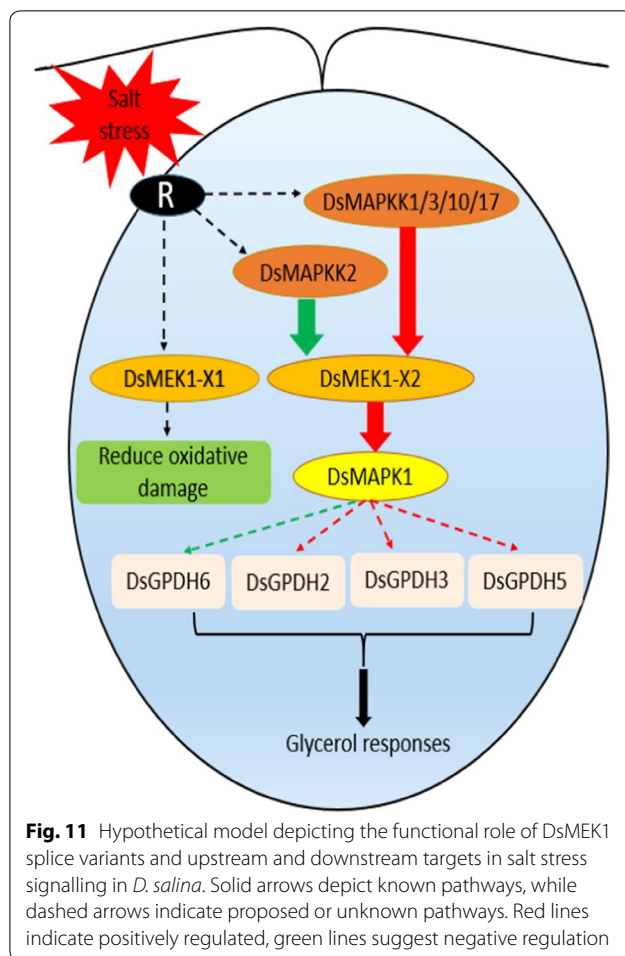 Salt
stress
R
DsMAPKK1/3/10/17
DsMAPKK2
DsMEK1-X1
DsMEK1-X2
Reduce oxidative
damage
DsMAPK1
DsGPDH6
DsGPDH2
DsGPDH3
DsGPDH5
Glycerol responses
Fig. 11 Hypothetical model depicting the functional role of DsMEK1
splice variants and upstream and downstream targets in salt stress
signalling in D. salina. Solid arrows depict known pathways, while
dashed arrows indicate proposed or unknown pathways. Red lines
indicate positively regulated, green lines suggest negative regulation